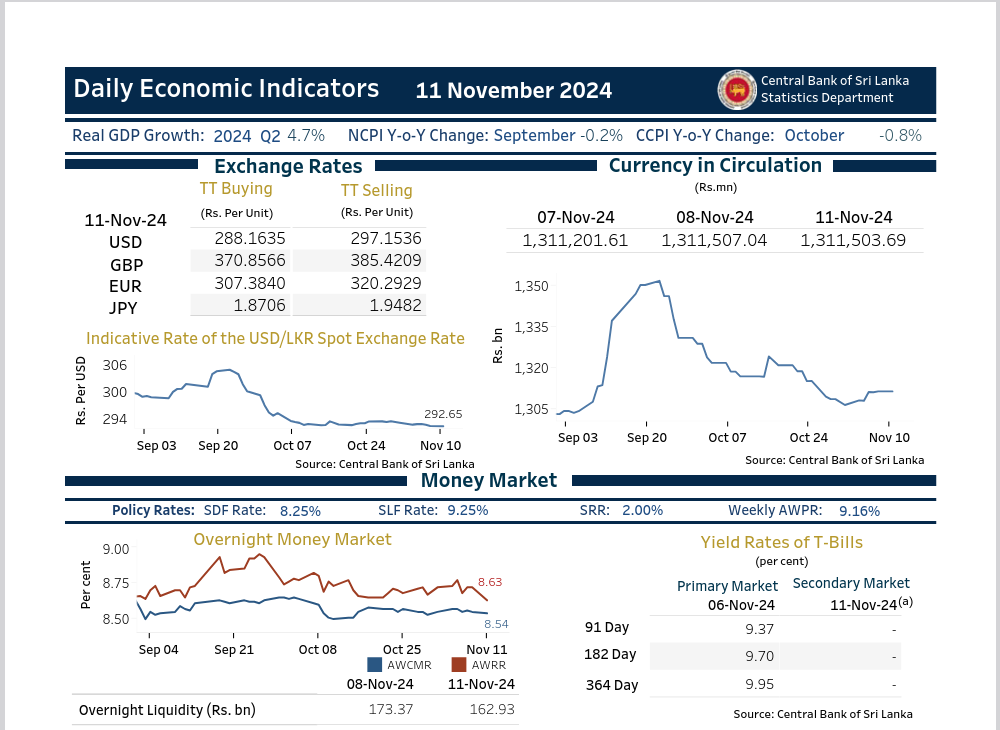 Daily Economic Indicators 11 November 2024
Central Bank of Sri Lanka
Statistics Department
Real GDP Growth: 2024 Q2 4.7% NCPI Y-o-Y Change: September -0.2% CCPI Y-o-Y Change: October -0.8%
Exchange Rates
TT Buying TT Selling
(Rs. Per Unit) (Rs. Per Unit)
11-Nov-24
USD 288.1635 297.1536
GBP 370.8566 385.4209
EUR 307.3840 320.2929
JPY 1.8706 1.9482
Indicative Rate of the USD/LKR Spot Exchange Rate
Rs. Per USD
306
300
294
292.65
Sep 03 Sep 20 Oct 07 Oct 24 Nov 10
Source: Central Bank of Sri Lanka
Currency in Circulation
(Rs.mn)
07-Nov-24 08-Nov-24 11-Nov-24
1,311,201.61 1,311,507.04 1,311,503.69
Rs. bn
1,350
1,335
1,320
1,305
Sep 03 Sep 20 Oct 07 Oct 24 Nov 10
Source: Central Bank of Sri Lanka
Money Market
Policy Rates: SDF Rate: 8.25% SLF Rate: 9.25% SRR: 2.00% Weekly AWPR: 9.16%
Overnight Money Market
Per cent
9.00
8.75
8.50
8.63
8.54
Sep 04 Sep 21 Oct 08 Oct 25 Nov 11
AWCMR AWRR
08-Nov-24 11-Nov-24
Overnight Liquidity (Rs. bn) 173.37 162.93
Yield Rates of T-Bills
(per cent)
Primary Market Secondary Market
06-Nov-24 11-Nov-24(a)
91 Day 9.37 -
182 Day 9.70 -
364 Day 9.95 -
Source: Central Bank of Sri Lanka